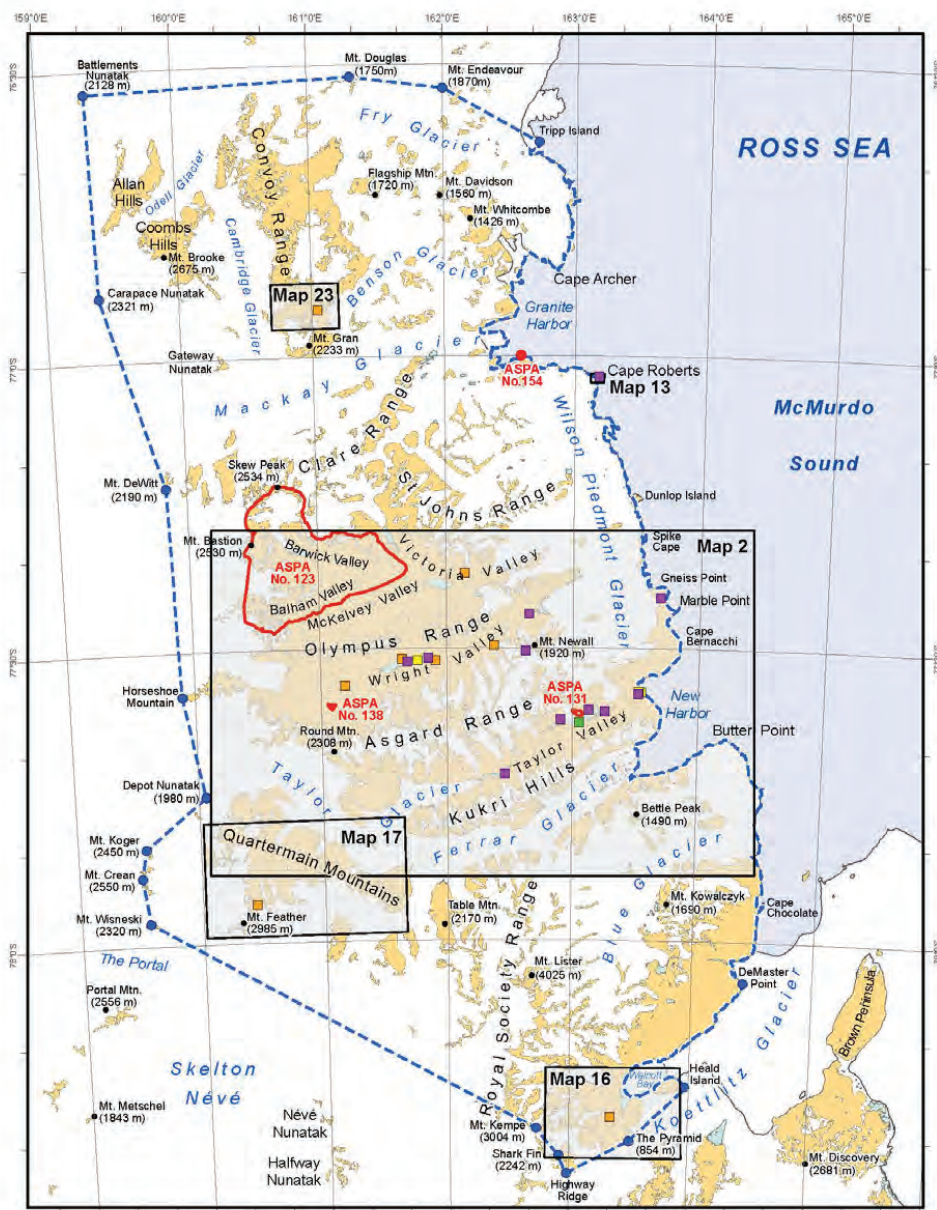 159°0'E
160°0'E
161°0'E
162°0'E
163°0'E
164°0'E
165°0'E
Battlements
Nunatak
(2128 m)
Mt. Douglas
(1750m)
Mt. Endeavour
(1870m)
Tripp Island
Fry Glacier
ROSS SEA
Convoy Range
Flagship Mtn.
(1720 m)
Mt. Davidson
(1560 m)
Mt. Whitcombe
(1426 m)
Allan
Hills
Odell Glacier
Coombs
Hills
Mt. Brooke
(2675 m)
Cambridge Glacier
Benson Glacier
Cape Archer
Carapace Nunatak
(2321 m)
Map 23
Granite
Harbor
Mt. Gran
(2233 m)
Gateway
Nunatak
Mackay Glacier
77°0'S
ASPA
No.154
Cape Roberts
Map 13
McMurdo
Sound
Clare Range
Wilson Piedmont Glacier
Skew Peak
(2534 m)
St Johns Range
Mt. DeWitt
(2190 m)
Dunlop Island
Mt. Bastion
(2530 m)
Barwick Valley
ASPA
No. 123
Balham Valley
Victoria Valley
Spike
Cape
Map 2
McKelvey Valley
Gneiss Point
Marble Point
Olympus Range
Mt. Newall
(1920 m)
Cape
Bernacchi
77°30'S
Wright Valley
Horseshoe
Mountain
ASPA
No. 138
ASPA
No. 131
New
Harbor
Asgard Range
Round Mtn.
(2308 m)
Taylor Valley
Butter Point
Depot Nunatak
(1980 m)
Taylor Glacier
Kukri Hills
Ferrar Glacier
Bettle Peak
(1490 m)
Mt. Koger
(2450 m)
Map 17
Quartermain Mountains
Mt. Crean
(2550 m)
Mt. Wisneski
(2320 m)
Mt. Feather
(2985 m)
Table Mtn.
(2170 m)
Royal Society Range
Blue Glacier
Mt. Kowalczyk
(1690 m)
Cape
Chocolate
78°0'S
The Portal
Portal Mtn.
(2556 m)
Mt. Lister
(4025 m)
DeMaster
Point
Brown Peninsula
Skelton
Névé
Map 16
Walcott
Bay
Heald
Island
Koettlitz Glacier
Mt. Metschel
(1843 m)
Névé
Nunatak
Mt. Kempe
(3004 m)
The Pyramid
(854 m)
Shark Fin
(2242 m)
Halfway
Nunatak
Highway
Ridge
Mt. Discovery
(2681 m)